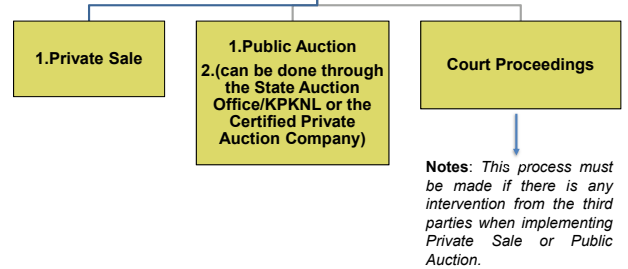 1.Private Sale
1.Public Auction
2.(can be done through
the State Auction
Office/KPKNL or the
Certified Private
Auction Company)
Court Proceedings
Notes: This process must
be made if there is any
intervention from the third
parties when implementing
Private Sale or Public
Auction.